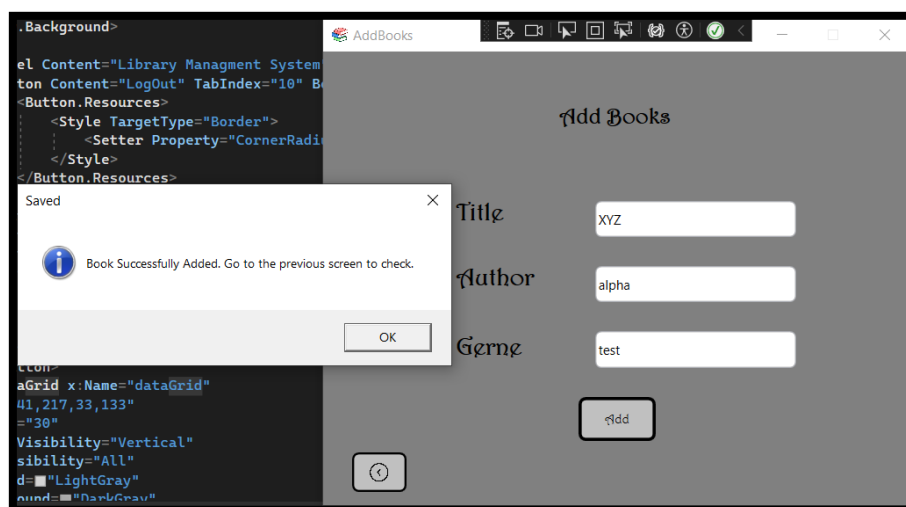 .Background>
el Content="Library Managment System
ton Content="LogOut" TabIndex="10"
<Button.Resources>
<Style TargetType="Border">
<Setter Property="CornerRadi
</Style>
</Button.Resources>
AddBooks
Add Books
Saved
Book Successfully Added. Go to the previous screen to check.
OK
Title
XYZ
Author
alpha
Gerne
test
Add
aGrid x:Name="dataGrid"
41,217,33,133"
="30"
Visibility="Vertical"
sibility="All"
d="LightGray"
ound="DarkGray"